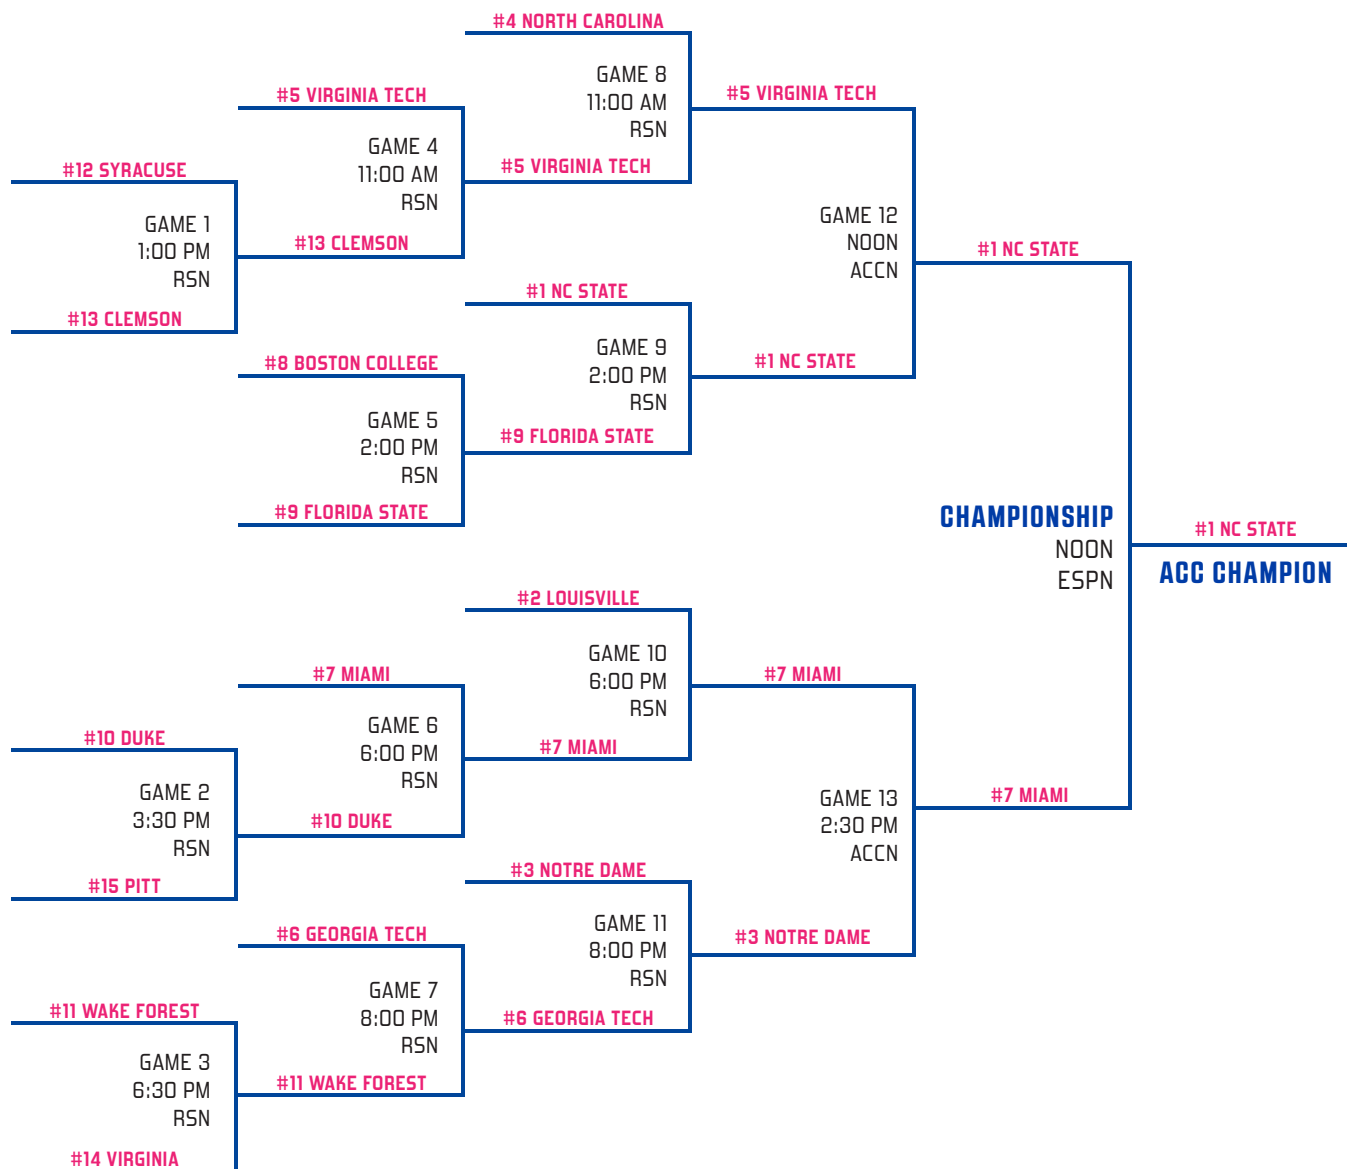 #4 NORTH CAROLINA
GAME 8
11:00 AM
RSN
#5 VIRGINIA TECH
#5 VIRGINIA TECH
GAME 4
11:00 AM
RSN
#5 VIRGINIA TECH
#12 SYRACUSE
GAME 1
1:00 PM
RSN
#13 CLEMSON
#13 CLEMSON
GAME 12
NOON
ACCN
#1 NC STATE
#1 NC STATE
GAME 9
2:00 PM
RSN
#1 NC STATE
#8 BOSTON COLLEGE
GAME 5
2:00 PM
RSN
#9 FLORIDA STATE
#9 FLORIDA STATE
CHAMPIONSHIP
NOON
ESPN
#1 NC STATE
ACC CHAMPION
#2 LOUISVILLE
GAME 10
6:00 PM
RSN
#7 MIAMI
#7 MIAMI
GAME 6
6:00 PM
RSN
#7 MIAMI
#10 DUKE
GAME 2
3:30 PM
RSN
#10 DUKE
#15 PITT
GAME 13
2:30 PM
ACCN
#7 MIAMI
#3 NOTRE DAME
GAME 11
8:00 PM
RSN
#3 NOTRE DAME
#6 GEORGIA TECH
GAME 7
8:00 PM
RSN
#6 GEORGIA TECH
#11 WAKE FOREST
GAME 3
6:30 PM
RSN
#11 WAKE FOREST
#14 VIRGINIA